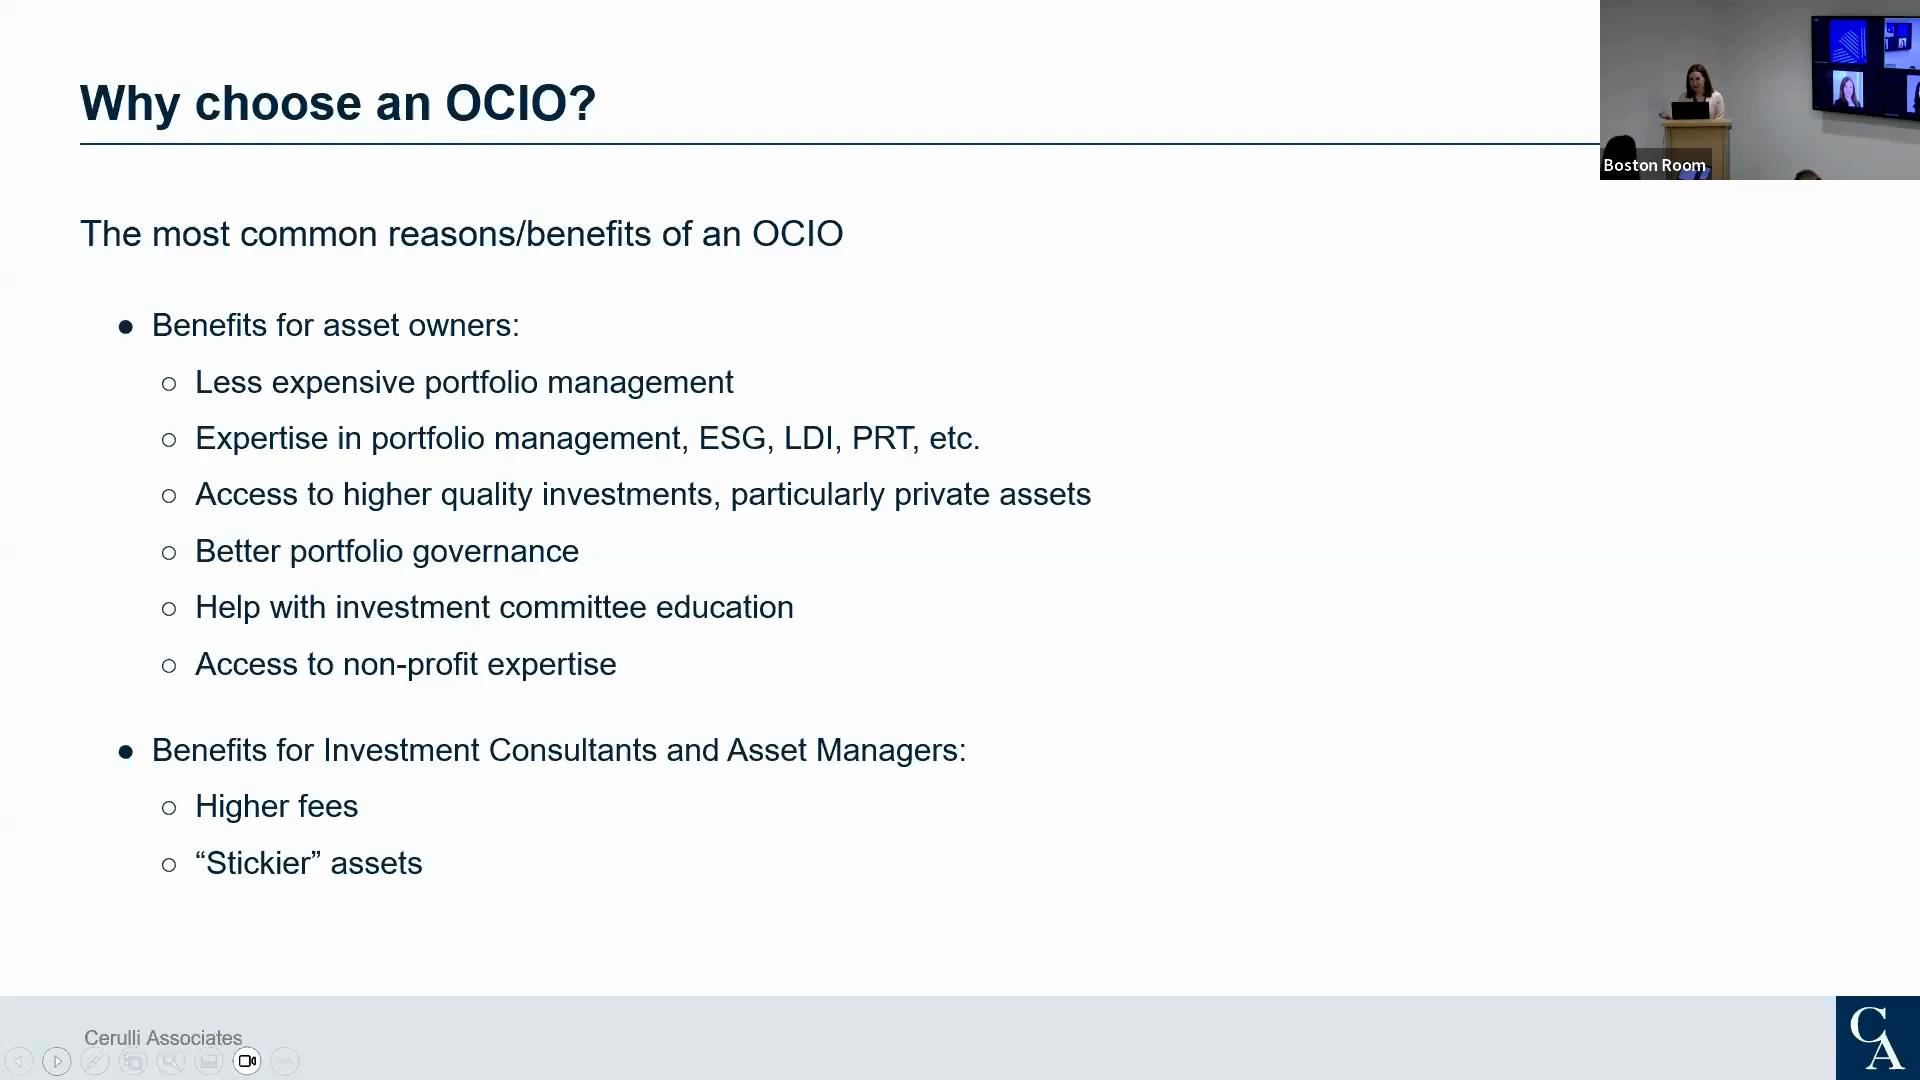 Why choose an OCIO?
Boston Room
The most common reasons/benefits of an OCIO
● Benefits for asset owners:
○ Less expensive portfolio management
○ Expertise in portfolio management, ESG, LDI, PRT, etc.
○ Access to higher quality investments, particularly private assets
○ Better portfolio governance
○ Help with investment committee education
○ Access to non-profit expertise
● Benefits for Investment Consultants and Asset Managers:
○ Higher fees
○ “Stickier” assets
Cerulli Associates
CA